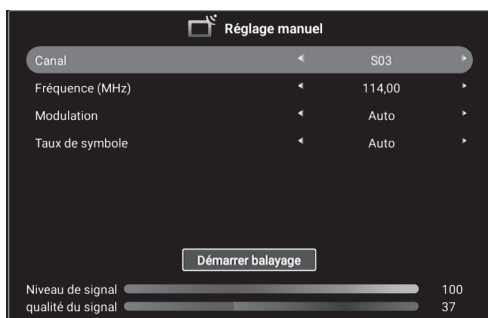 Réglage manuel
Canal S03
Fréquence (MHz) 114,00
Modulation Auto
Taux de symbole Auto
Démarrer balayage
Niveau de signal 100
qualité du signal 37